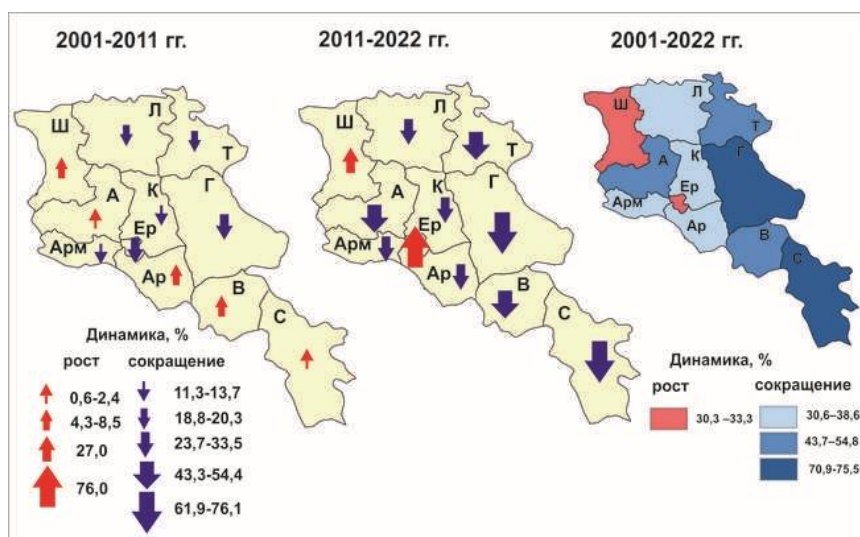 2001-2011 гг.
2011-2022 гг.
2001-2022 гг.
Ш
Л
Т
А
К
Г
Ер
Арм
Ар
В
С
Ш
Л
Т
А
К
Г
Ер
Арм
Ар
В
С
Ш
Л
Т
А
К
Г
Ер
Арм
Ар
В
С
Динамика, %
рост
сокращение
0,6-2,4
4,3-8,5
27,0
76,0
11,3-13,7
18,8-20,3
23,7-33,5
43,3-54,4
61,9-76,1
Динамика, %
рост
сокращение
30,3 –33,3
30,6–38,6
43,7–54,8
70,9-75,5